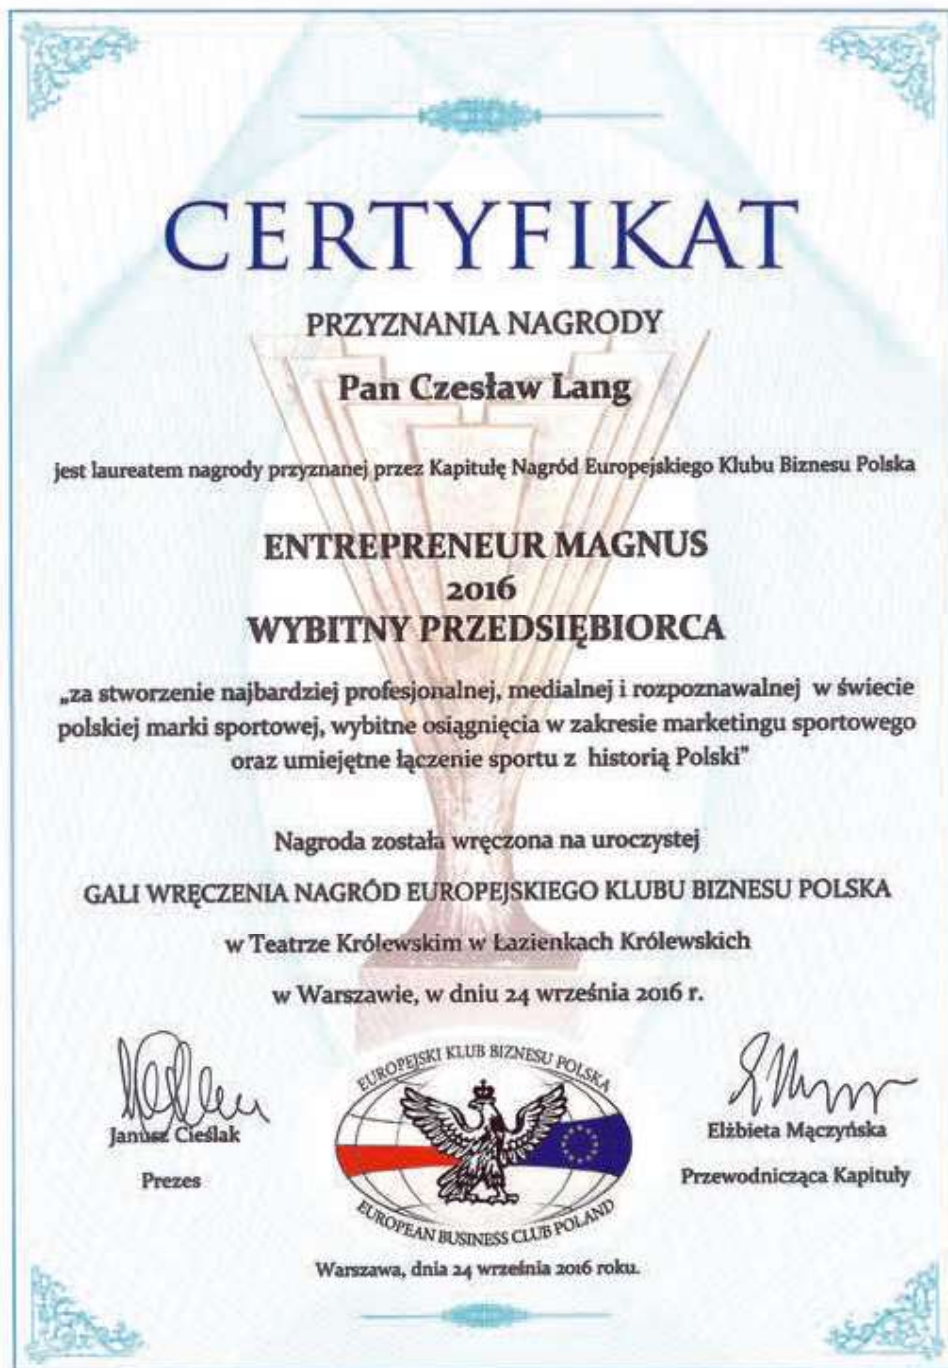 CERTYFIKAT
PRZYZNANIA NAGRODY
Pan Czesław Lang
jest laureatem nagrody przyznanej przez Kapitułę Nagród Europejskiego Klubu Biznesu Polska
ENTREPRENEUR MAGNUS
2016
WYBITNY PRZEDSIĘBIORCA
„za stworzenie najbardziej profesjonalnej, medialnej i rozpoznawalnej w świecie
polskiej marki sportowej, wybitne osiągnięcia w zakresie marketingu sportowego
oraz umiejętne łączenie sportu z historią Polski"
Nagroda została wręczona na uroczystej
GALI WRĘCZENIA NAGRÓD EUROPEJSKIEGO KLUBU BIZNESU POLSKA
w Teatrze Królewskim w Łazienkach Królewskich
w Warszawie, w dniu 24 września 2016 r.
EUROPEJSKI KLUB BIZNESU POLSKA
Janusz Cieślak
Prezes
Elżbieta Mączyńska
Przewodnicząca Kapituły
EUROPEAN BUSINESS CLUB POLAND
Warszawa, dnia 24 września 2016 roku.